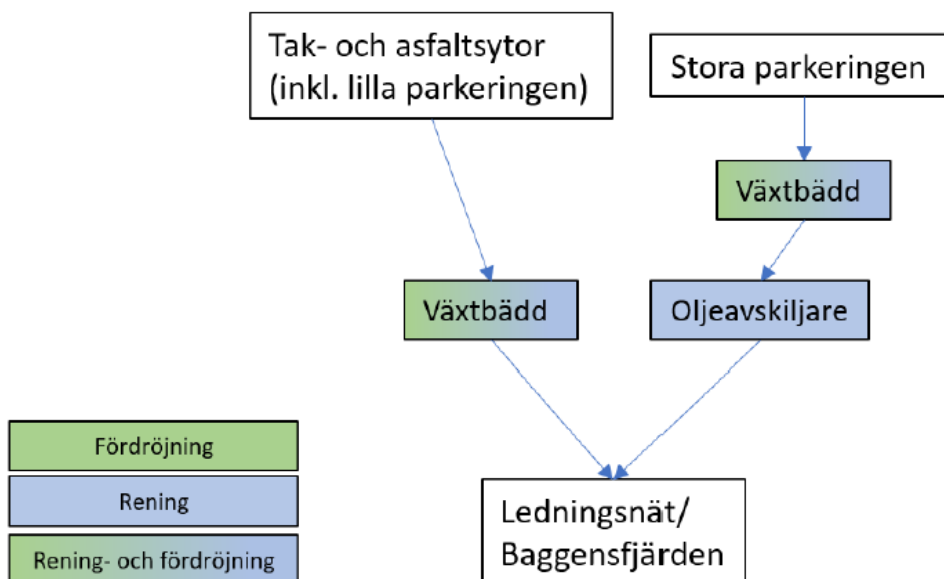 Tak- och asfaltsytor
(inkl. lilla parkeringen)
Stora parkeringen
Växtbädd
Växtbädd
Oljeavskiljare
Fördröjning
Rening
Rening- och fördröjning
Ledningsnät/
Baggensfjärden